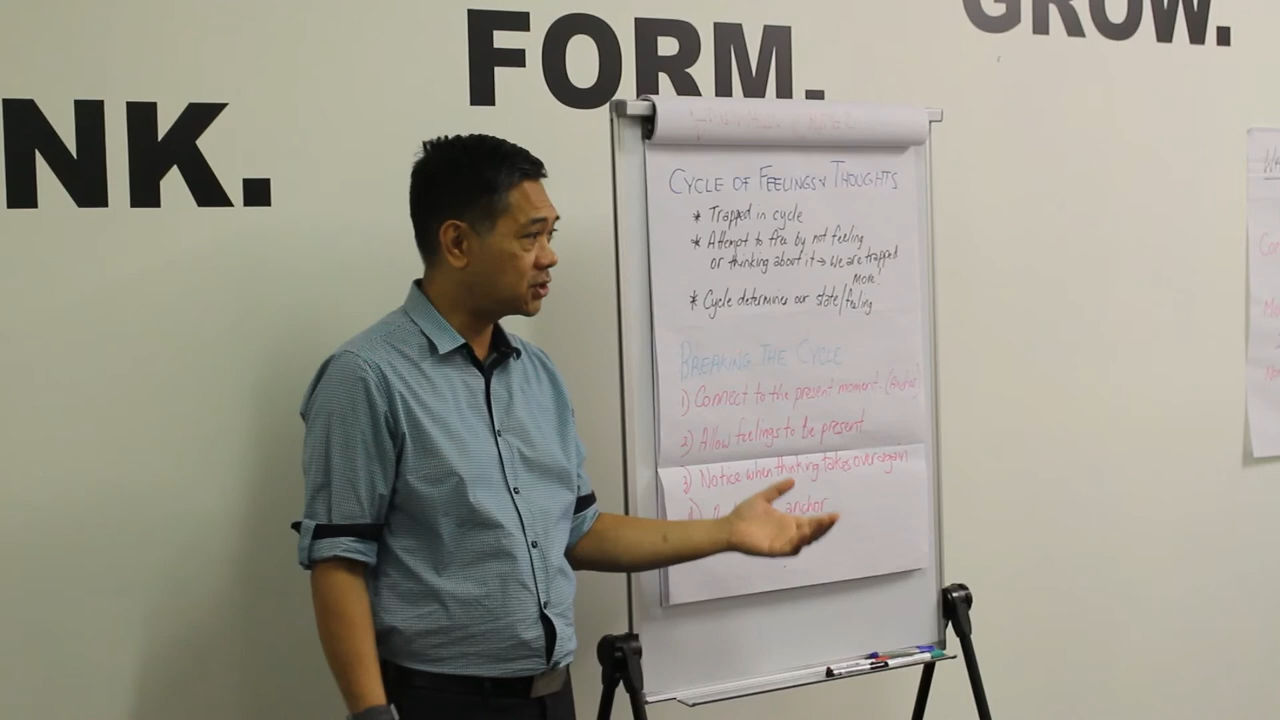 NK.
FORM.
GROW.
CYCLE OF FEELINGS & THOUGHTS
* Trapped in cycle
* Attempt to free by not feeling
or thinking about it → we are trapped
more!
* Cycle determines our state/feeling
BREAKING THE CYCLE
1) Connect to the present moment. (Anchor)
2) Allow feelings to be present
3) Notice when thinking takes over again
4) anchor